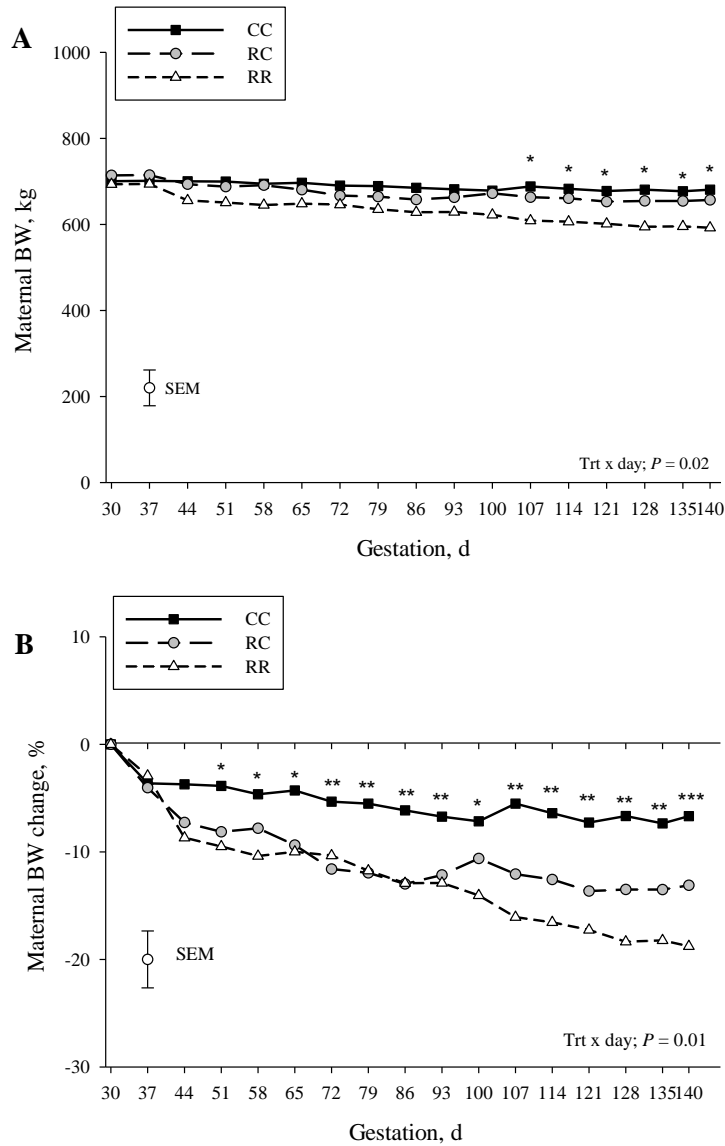 A
CC
RC
RR
1000
800
600
400
200
0
Maternal BW, kg
* * * * * *
SEM
Trt x day; P = 0.02
30 37 44 51 58 65 72 79 86 93 100 107 114 121 128 135 140
Gestation, d
B
CC
RC
RR
10
0
-10
-20
-30
Maternal BW change, %
* * * ** ** ** ** * ** ** ** ** ** ***
SEM
Trt x day; P = 0.01
30 37 44 51 58 65 72 79 86 93 100 107 114 121 128 135 140
Gestation, d